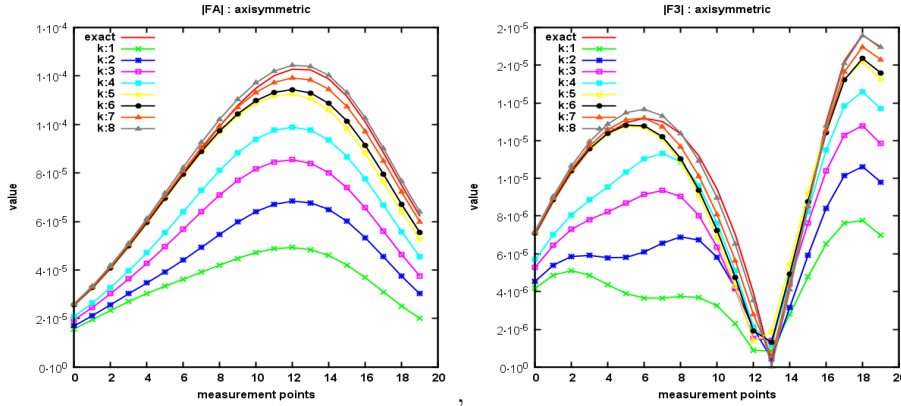 |FA| : axisymmetric
1·10⁻⁴
1·10⁻⁴
1·10⁻⁴
8·10⁻⁵
6·10⁻⁵
4·10⁻⁵
2·10⁻⁵
0·10⁰
value
exact
k:1
k:2
k:3
k:4
k:5
k:6
k:7
k:8
0 2 4 6 8 10 12 14 16 18 20
measurement points
,
|F3| : axisymmetric
2·10⁻⁵
2·10⁻⁵
1·10⁻⁵
1·10⁻⁵
1·10⁻⁵
8·10⁻⁶
6·10⁻⁶
4·10⁻⁶
2·10⁻⁶
0·10⁰
value
exact
k:1
k:2
k:3
k:4
k:5
k:6
k:7
k:8
0 2 4 6 8 10 12 14 16 18 20
measurement points